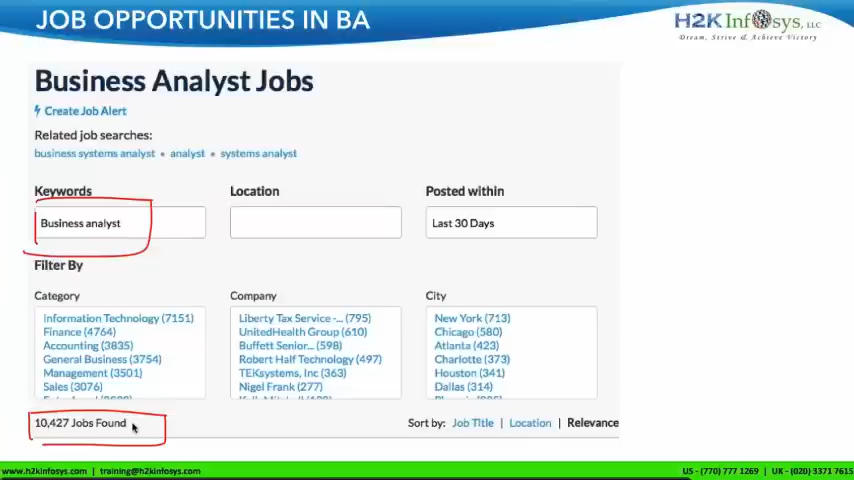 JOB OPPORTUNITIES IN BA
H2K Infosys, LLC
Dream, Strive & Achieve Victory
Business Analyst Jobs
Create Job Alert
Related job searches:
business systems analyst • analyst • systems analyst
Keywords Location Posted within
Business analyst Last 30 Days
Filter By
Category Company City
Information Technology (7151) Liberty Tax Service -... (795) New York (713)
Finance (4764) UnitedHealth Group (610) Chicago (580)
Accounting (3835) Buffett Senior... (598) Atlanta (423)
General Business (3754) Robert Half Technology (497) Charlotte (373)
Management (3501) TEKsystems, Inc (363) Houston (341)
Sales (3076) Nigel Frank (277) Dallas (314)
10,427 Jobs Found Sort by: Job Title | Location | Relevance
www.h2kinfosys.com | training@h2kinfosys.com US - (770) 777 1269 | UK - (020) 3371 7615